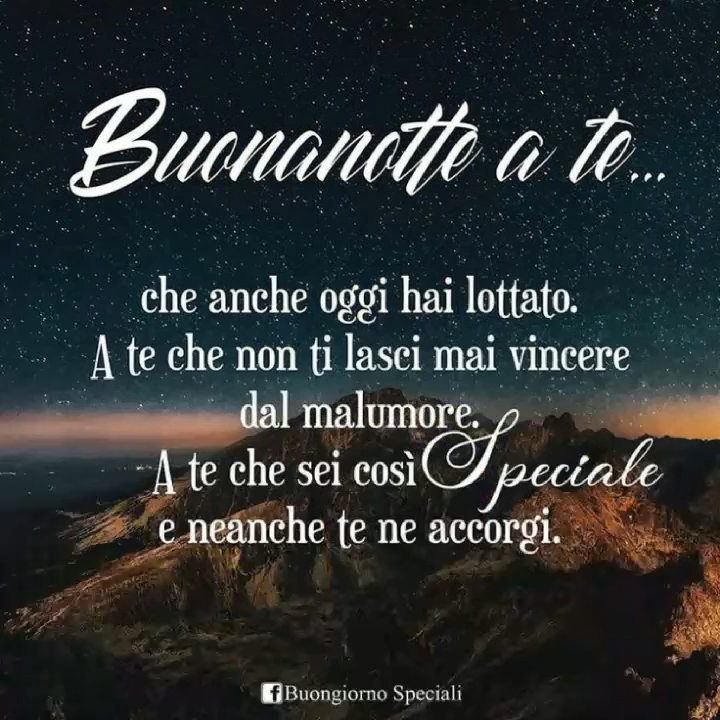 Buonanotte a te...
che anche oggi hai lottato.
A te che non ti lasci mai vincere
dal malumore.
A te che sei così Speciale
e neanche te ne accorgi.
f Buongiorno Speciali